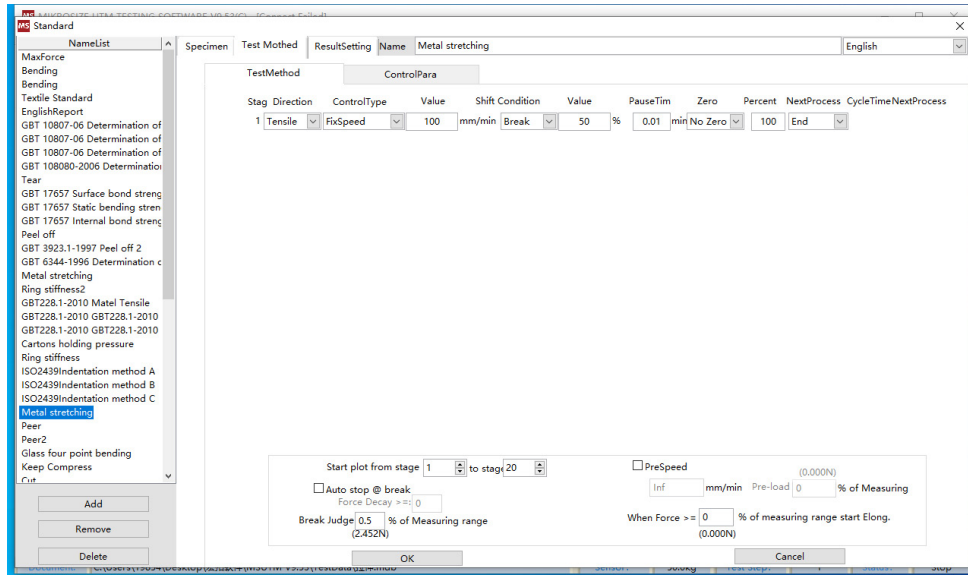 MS Standard
NameList
MaxForce
Bending
Bending
Textile Standard
EnglishReport
GBT 10807-06 Determination of
GBT 10807-06 Determination of
GBT 10807-06 Determination of
GBT 108080-2006 Determination
Tear
GBT 17657 Surface bond streng
GBT 17657 Static bending stren
GBT 17657 Internal bond streng
Peel off
GBT 3923.1-1997 Peel off 2
GBT 6344-1996 Determination c
Metal stretching
Ring stiffness2
GBT228.1-2010 Matel Tensile
GBT228.1-2010 GBT228.1-2010
GBT228.1-2010 GBT228.1-2010
Cartons holding pressure
Ring stiffness
ISO2439Indentation method A
ISO2439Indentation method B
ISO2439Indentation method C
Metal stretching
Peer
Peer2
Glass four point bending
Keep Compress
Cut
Add
Remove
Delete
Specimen Test Mothed ResultSetting Name Metal stretching English
TestMethod ControlPara
Stag Direction ControlType Value Shift Condition Value PauseTim Zero Percent NextProcess CycleTimeNextProcess
1 Tensile FixSpeed 100 mm/min Break 50 % 0.01 min No Zero 100 End
Start plot from stage 1 to stage 20
Auto stop @ break
Force Decay >=: 0
Break Judge 0.5 % of Measuring range
(2.452N)
PreSpeed
(0.000N)
Inf mm/min Pre-load 0 % of Measuring
When Force >= 0 % of measuring range start Elong.
(0.000N)
OK Cancel